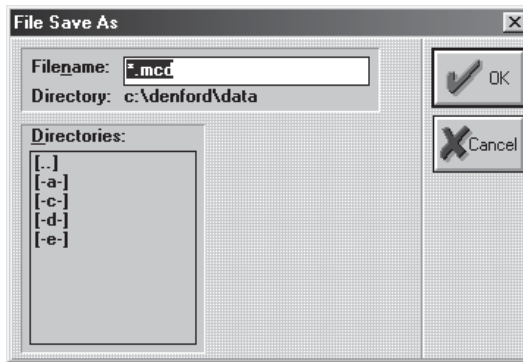 File Save As
Filename: *.mcd
Directory: c:\denford\data
Directories:
[..]
[-a-]
[-c-]
[-d-]
[-e-]
OK
Cancel